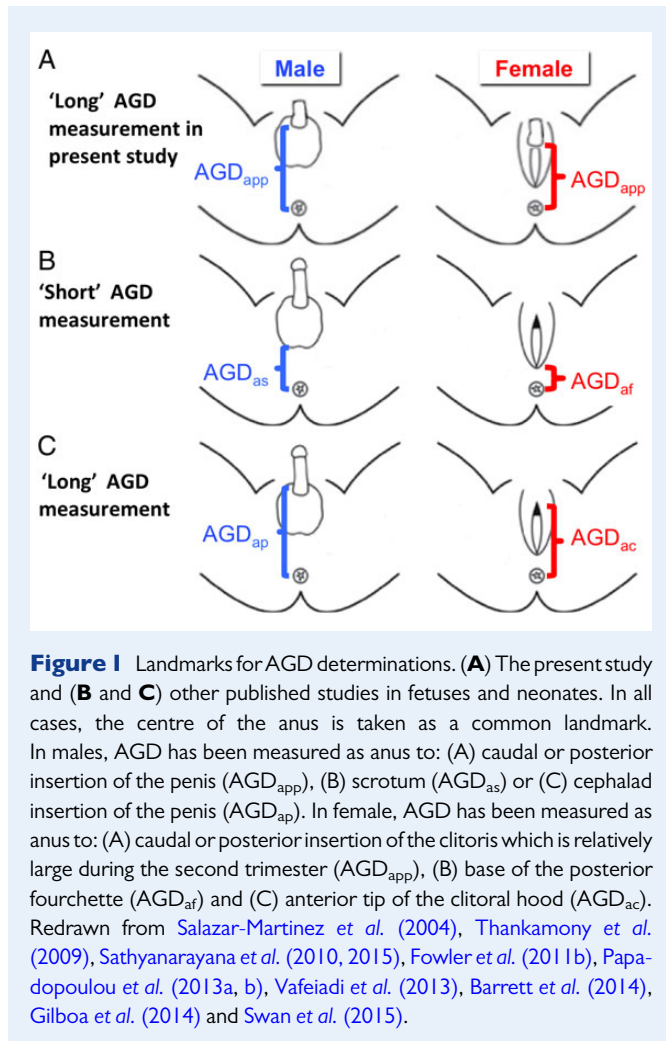 A
Male
Female
'Long' AGD
measurement in
present study
AGDapp
AGDapp
B
'Short' AGD
measurement
AGDas
AGDaf
C
'Long' AGD
measurement
AGDap
AGDac
Figure 1 Landmarks for AGD determinations. (A) The present study
and (B and C) other published studies in fetuses and neonates. In all
cases, the centre of the anus is taken as a common landmark.
In males, AGD has been measured as anus to: (A) caudal or posterior
insertion of the penis (AGDapp), (B) scrotum (AGDas) or (C) cephalad
insertion of the penis (AGDap). In female, AGD has been measured as
anus to: (A) caudal or posterior insertion of the clitoris which is relatively
large during the second trimester (AGDapp), (B) base of the posterior
fourchette (AGDaf) and (C) anterior tip of the clitoral hood (AGDac).
Redrawn from Salazar-Martinez et al. (2004), Thankamony et al.
(2009), Sathyanarayana et al. (2010, 2015), Fowler et al. (2011b), Papa-
dopoulou et al. (2013a, b), Vafeiadi et al. (2013), Barrett et al. (2014),
Gilboa et al. (2014) and Swan et al. (2015).